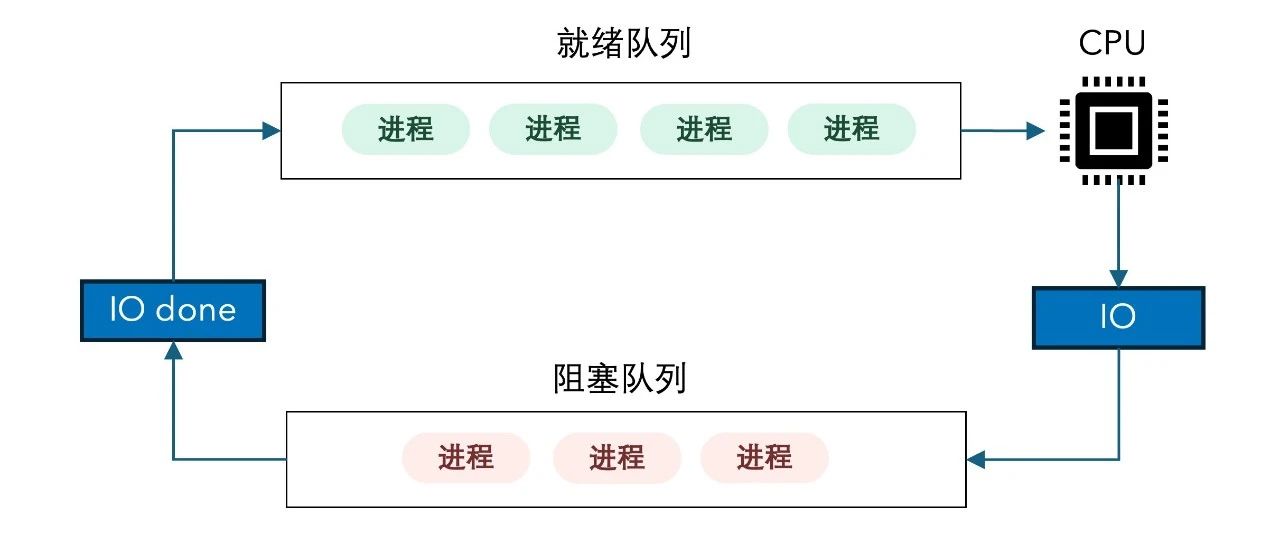 就绪队列
CPU
进程 进程 进程 进程
IO done
IO
阻塞队列
进程 进程 进程